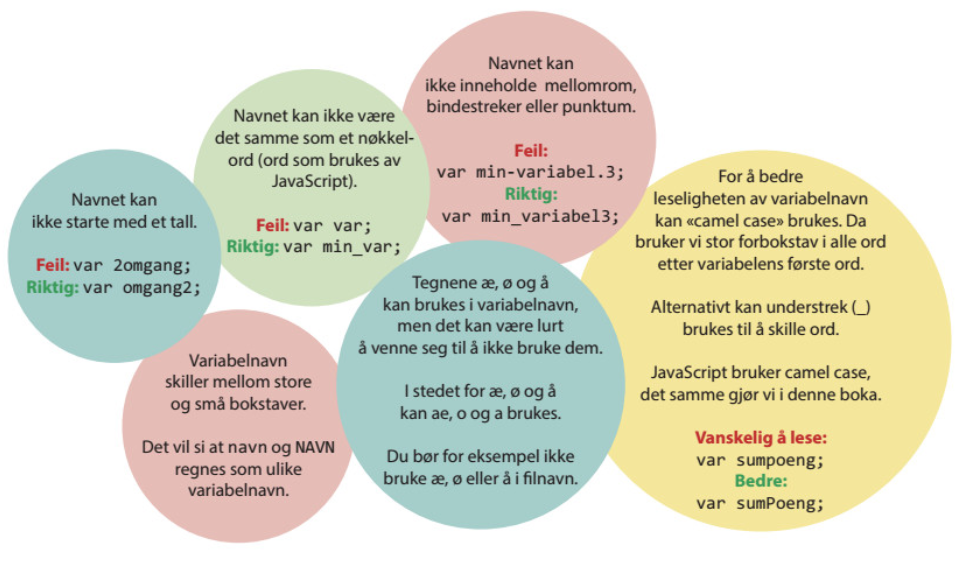 Navnet kan
ikke starte med et tall.
Feil: var 2omgang;
Riktig: var omgang2;
Navnet kan ikke være
det samme som et nøkkel-
ord (ord som brukes av
JavaScript).
Feil: var var;
Riktig: var min_var;
Navnet kan
ikke inneholde mellomrom,
bindestreker eller punktum.
Feil:
var min-variabel.3;
Riktig:
var min_variabel3;
Variabelnavn
skiller mellom store
og små bokstaver.
Det vil si at navn og NAVN
regnes som ulike
variabelnavn.
Tegnene æ, ø og å
kan brukes i variabelnavn,
men det kan være lurt
å venne seg til å ikke bruke dem.
I stedet for æ, ø og å
kan ae, o og a brukes.
Du bør for eksempel ikke
bruke æ, ø eller å i filnavn.
For å bedre
leseligheten av variabelnavn
kan «camel case» brukes. Da
bruker vi stor forbokstav i alle ord
etter variabelens første ord.
Alternativt kan understrek (_)
brukes til å skille ord.
JavaScript bruker camel case,
det samme gjør vi i denne boka.
Vanskelig å lese:
var sumpoeng;
Bedre:
var sumPoeng;